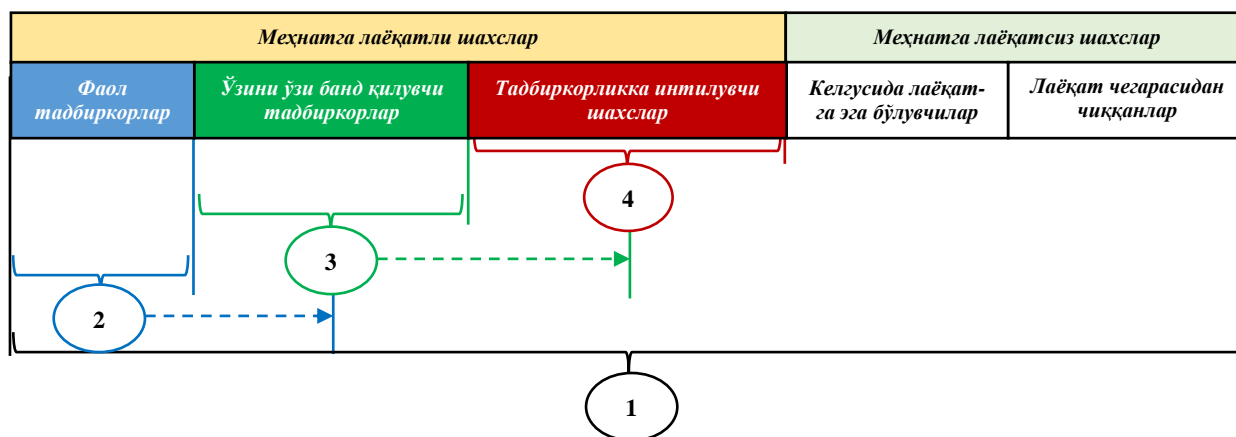 Меҳнатга лаёқатли шахслар
Меҳнатга лаёқатсиз шахслар
Фаол
тадбиркорлар
Ўзини ўзи банд қилувчи
тадбиркорлар
Тадбиркорликка интилувчи
шахслар
Келгусида лаёқат-
га эга бўлувчилар
Лаёқат чегарасидан
чиққанлар
4
3
2
1